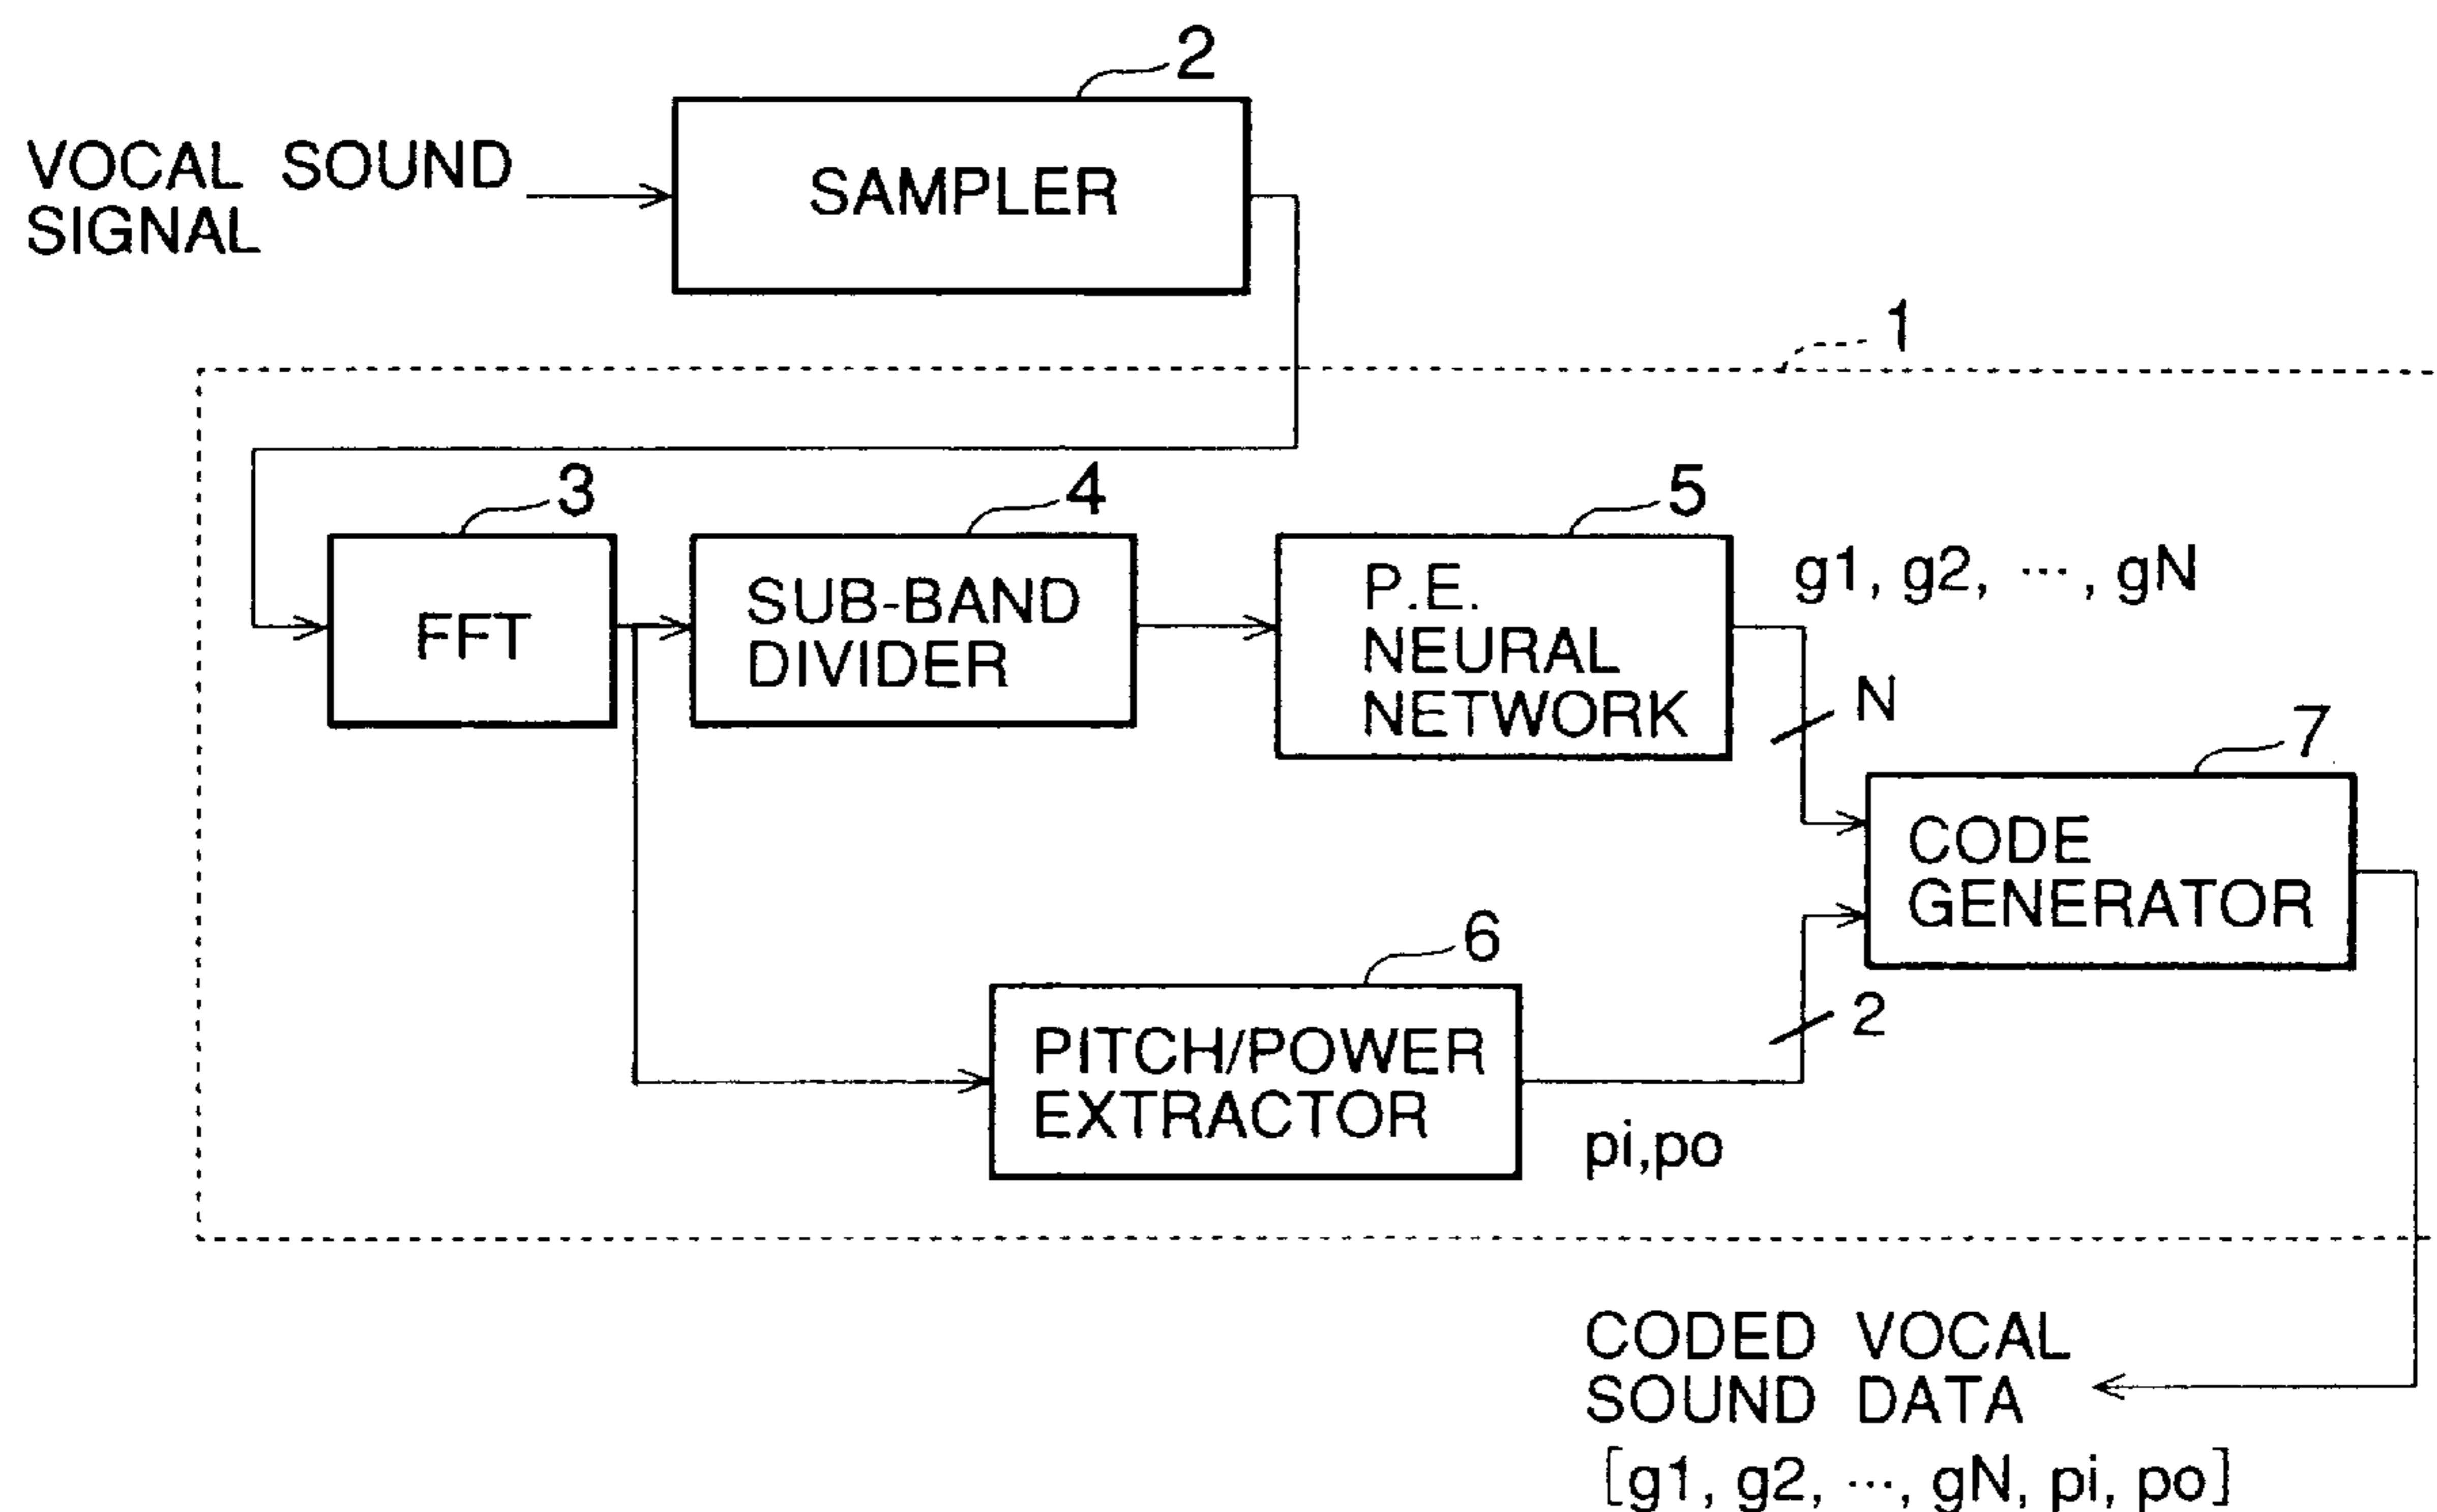 2
VOCAL SOUND
SIGNAL
SAMPLER
1
3
4
5
FFT
SUB-BAND
DIVIDER
P.E.
NEURAL
NETWORK
g1, g2, ..., gN
N
7
CODE
GENERATOR
6
PITCH/POWER
EXTRACTOR
2
pi,po
CODED VOCAL
SOUND DATA
[g1, g2, ..., gN, pi, po]